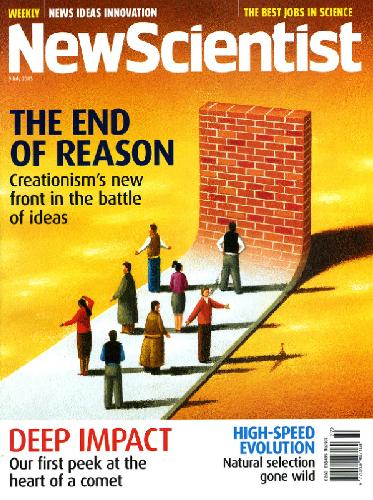 WEEKLY NEWS IDEAS INNOVATION
THE BEST JOBS IN SCIENCE
NewScientist
THE END
OF REASON
Creationism's new
front in the battle
of ideas
DEEP IMPACT
Our first peek at the
heart of a comet
HIGH-SPEED
EVOLUTION
Natural selection
gone wild